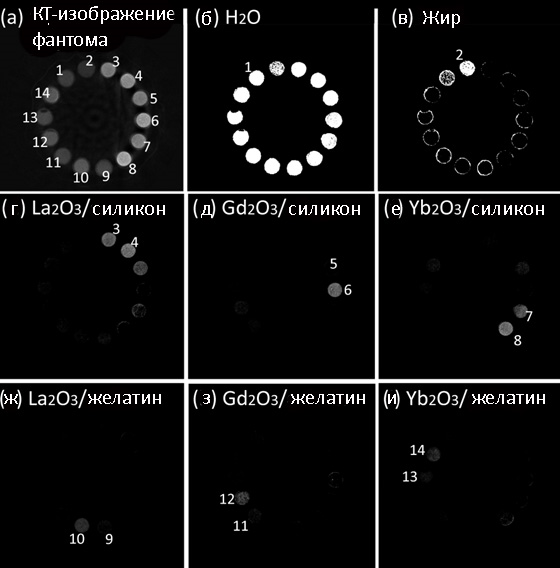 (а) КТ-изображение
фантома
1 2 3 4 5 6 7 8 9 10 11 12 13 14
(б) H2O
1
(в) Жир
2
(г) La2O3/силикон
3
4
(д) Gd2O3/силикон
5
6
(е) Yb2O3/силикон
7
8
(ж) La2O3/желатин
10 9
(з) Gd2O3/желатин
12
11
(и) Yb2O3/желатин
14
13